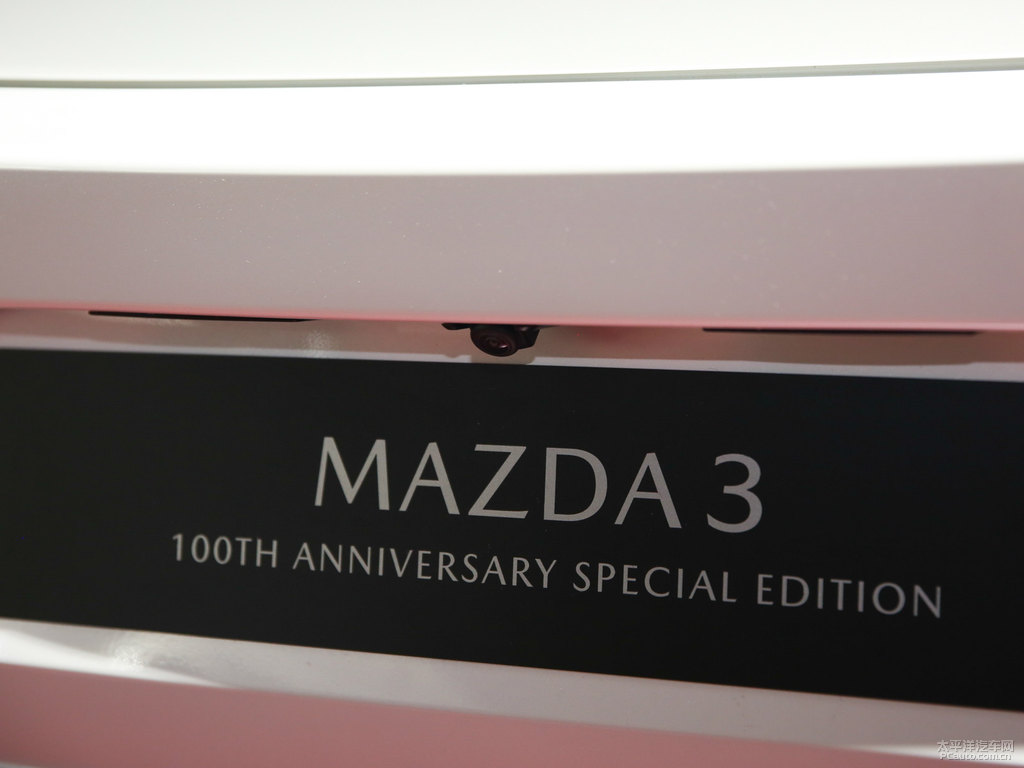 MAZDA 3
100TH ANNIVERSARY SPECIAL EDITION
太平洋汽车网
PCauto.com.cn